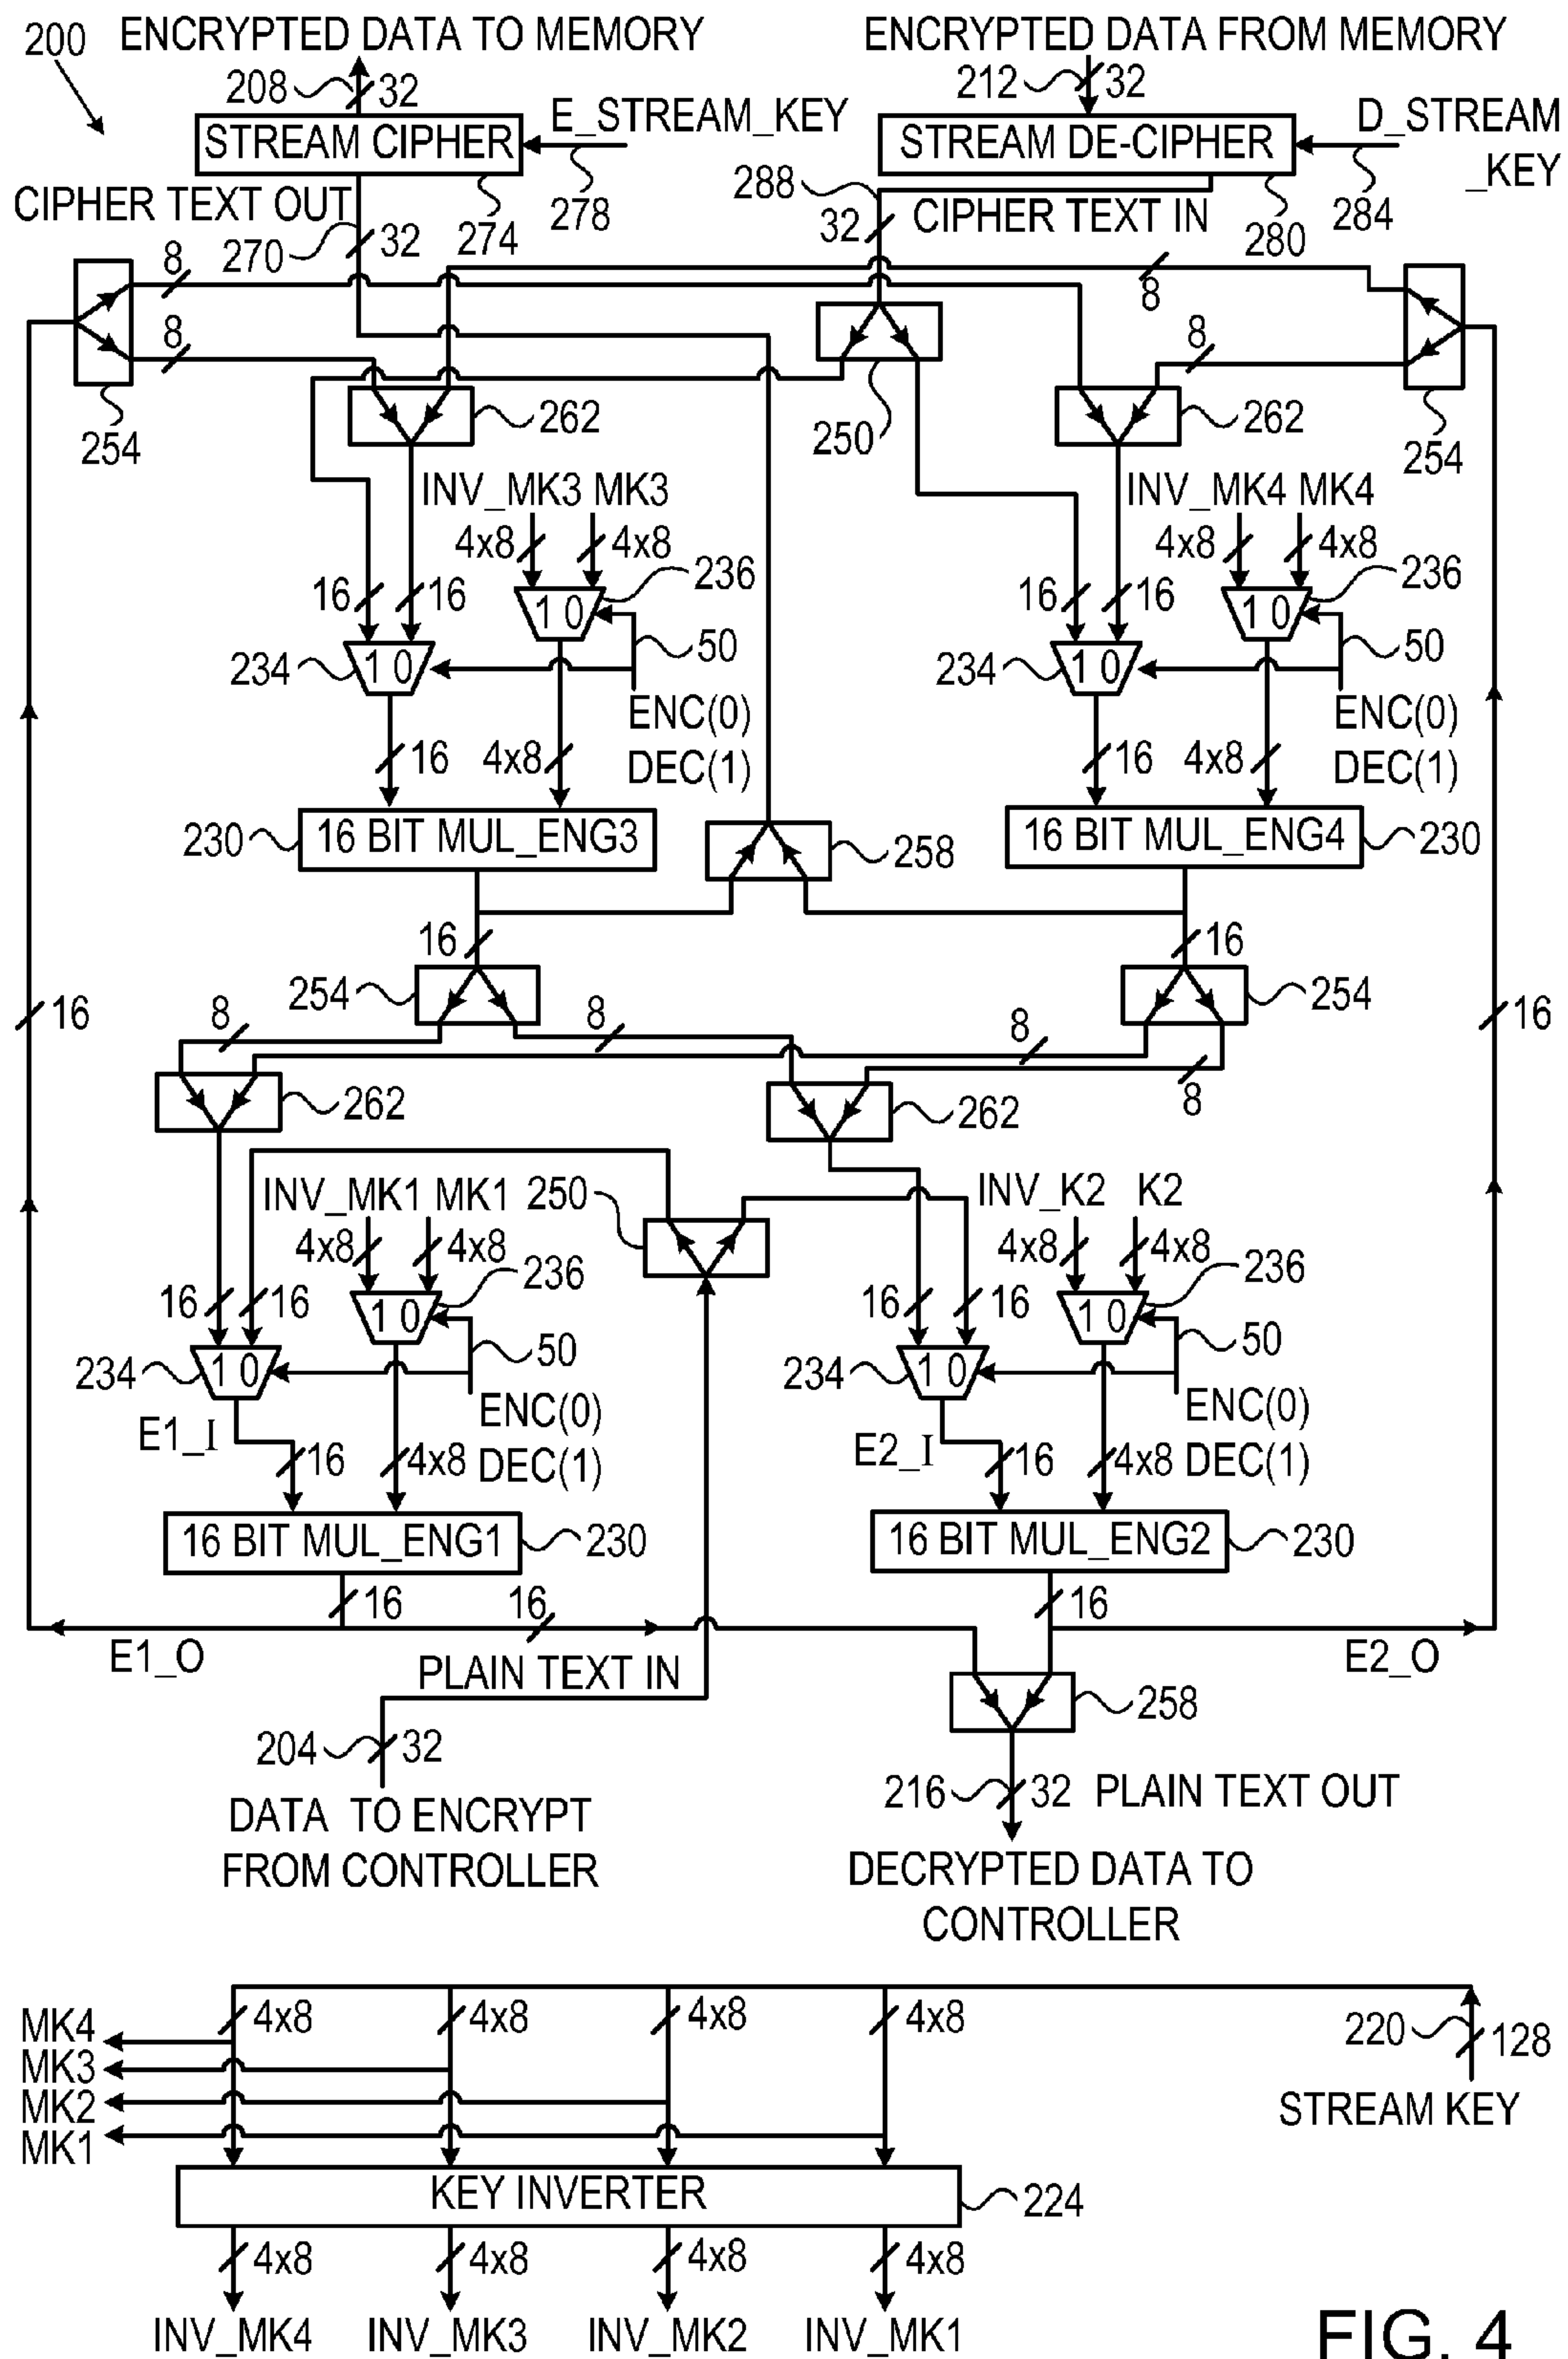 200
ENCRYPTED DATA TO MEMORY
ENCRYPTED DATA FROM MEMORY
208
32
212
32
STREAM CIPHER
E_STREAM_KEY
STREAM DE-CIPHER
D_STREAM
_KEY
CIPHER TEXT OUT
274
278
288
CIPHER TEXT IN
280
284
270
32
32
8
8
8
8
254
262
250
262
254
INV_MK3 MK3
INV_MK4 MK4
4x8
4x8
4x8
4x8
16
16
1 0
236
16
16
1 0
236
234
1 0
50
234
1 0
50
ENC(0)
DEC(1)
ENC(0)
DEC(1)
16
4x8
16
4x8
230
16 BIT MUL_ENG3
258
16 BIT MUL_ENG4
230
16
16
254
254
16
16
8
8
8
8
262
262
INV_MK1 MK1
250
INV_K2 K2
4x8
4x8
4x8
4x8
16
16
1 0
236
16
16
1 0
236
234
1 0
50
234
1 0
50
E1_I
ENC(0)
DEC(1)
E2_I
ENC(0)
DEC(1)
16
4x8
16
4x8
16 BIT MUL_ENG1
230
16 BIT MUL_ENG2
230
16
16
16
E1_O
E2_O
PLAIN TEXT IN
258
204
32
216
32
PLAIN TEXT OUT
DATA TO ENCRYPT
FROM CONTROLLER
DECRYPTED DATA TO
CONTROLLER
4x8
4x8
4x8
4x8
MK4
MK3
MK2
MK1
220
128
STREAM KEY
KEY INVERTER
224
4x8
4x8
4x8
4x8
INV_MK4
INV_MK3
INV_MK2
INV_MK1
FIG. 4